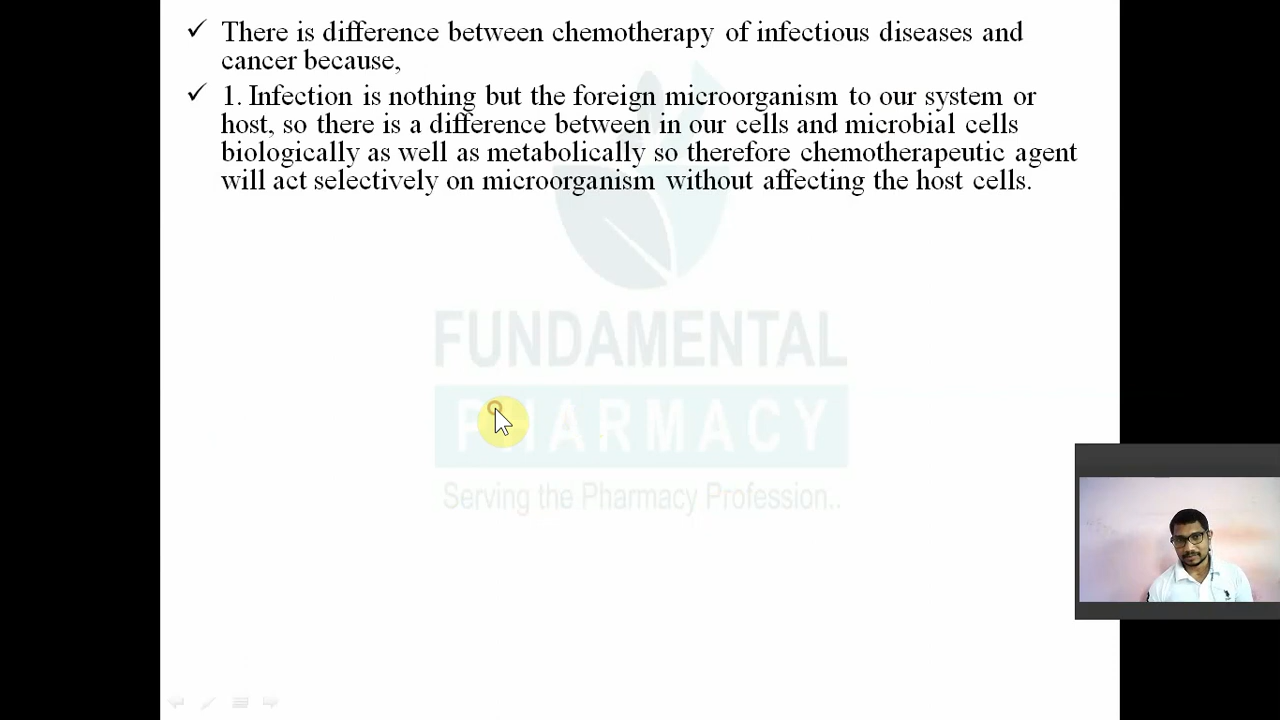 ✓ There is difference between chemotherapy of infectious diseases and
cancer because,
✓ 1. Infection is nothing but the foreign microorganism to our system or
host, so there is a difference between in our cells and microbial cells
biologically as well as metabolically so therefore chemotherapeutic agent
will act selectively on microorganism without affecting the host cells.
FUNDAMENTAL
PHARMACY
Serving the Pharmacy Profession..